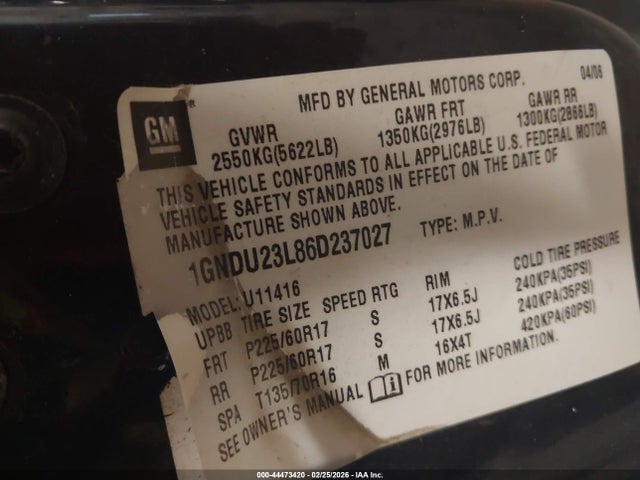 GM
MFD BY GENERAL MOTORS CORP. 04/06
GVWR GAWR FRT GAWR RR
2550KG(5622LB) 1350KG(2976LB) 1300KG(2866LB)
THIS VEHICLE CONFORMS TO ALL APPLICABLE U.S. FEDERAL MOTOR
VEHICLE SAFETY STANDARDS IN EFFECT ON THE DATE OF
MANUFACTURE SHOWN ABOVE.
1GNDU23L86D237027 TYPE: M.P.V.
MODEL: U11416
UPBB TIRE SIZE SPEED RTG RIM COLD TIRE PRESSURE
FRT P225/60R17 S 17X6.5J 240KPA(35PSI)
RR P225/60R17 S 17X6.5J 240KPA(35PSI)
SPA T135/70R16 M 16X4T 420KPA(60PSI)
SEE OWNER'S MANUAL FOR MORE INFORMATION.
000-44473420 - 02/25/2026 - IAA Inc.